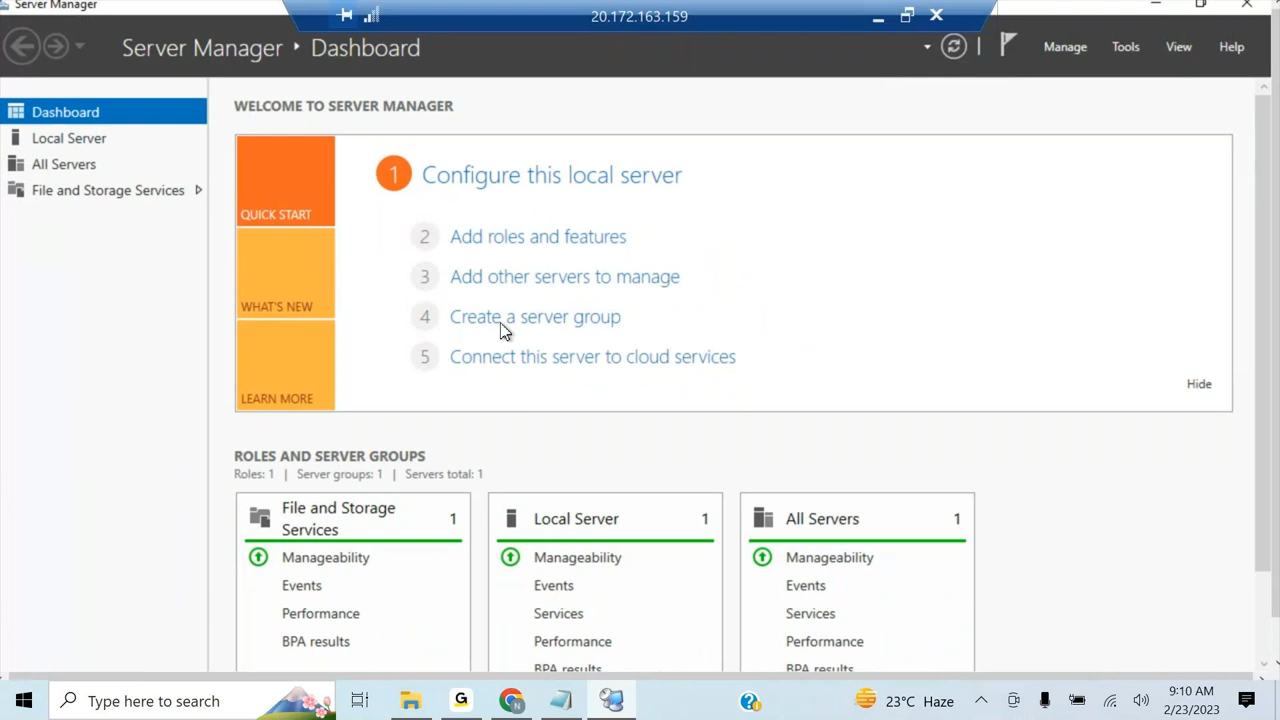 Server Manager
20.172.163.159
Server Manager ‣ Dashboard
Manage Tools View Help
Dashboard
Local Server
All Servers
File and Storage Services
WELCOME TO SERVER MANAGER
QUICK START
WHAT'S NEW
LEARN MORE
1 Configure this local server
2 Add roles and features
3 Add other servers to manage
4 Create a server group
5 Connect this server to cloud services
Hide
ROLES AND SERVER GROUPS
Roles: 1 | Server groups: 1 | Servers total: 1
File and Storage
Services 1
Manageability
Events
Performance
BPA results
Local Server 1
Manageability
Events
Services
Performance
BPA results
All Servers 1
Manageability
Events
Services
Performance
BPA results
Type here to search
23°C Haze
9:10 AM
2/23/2023